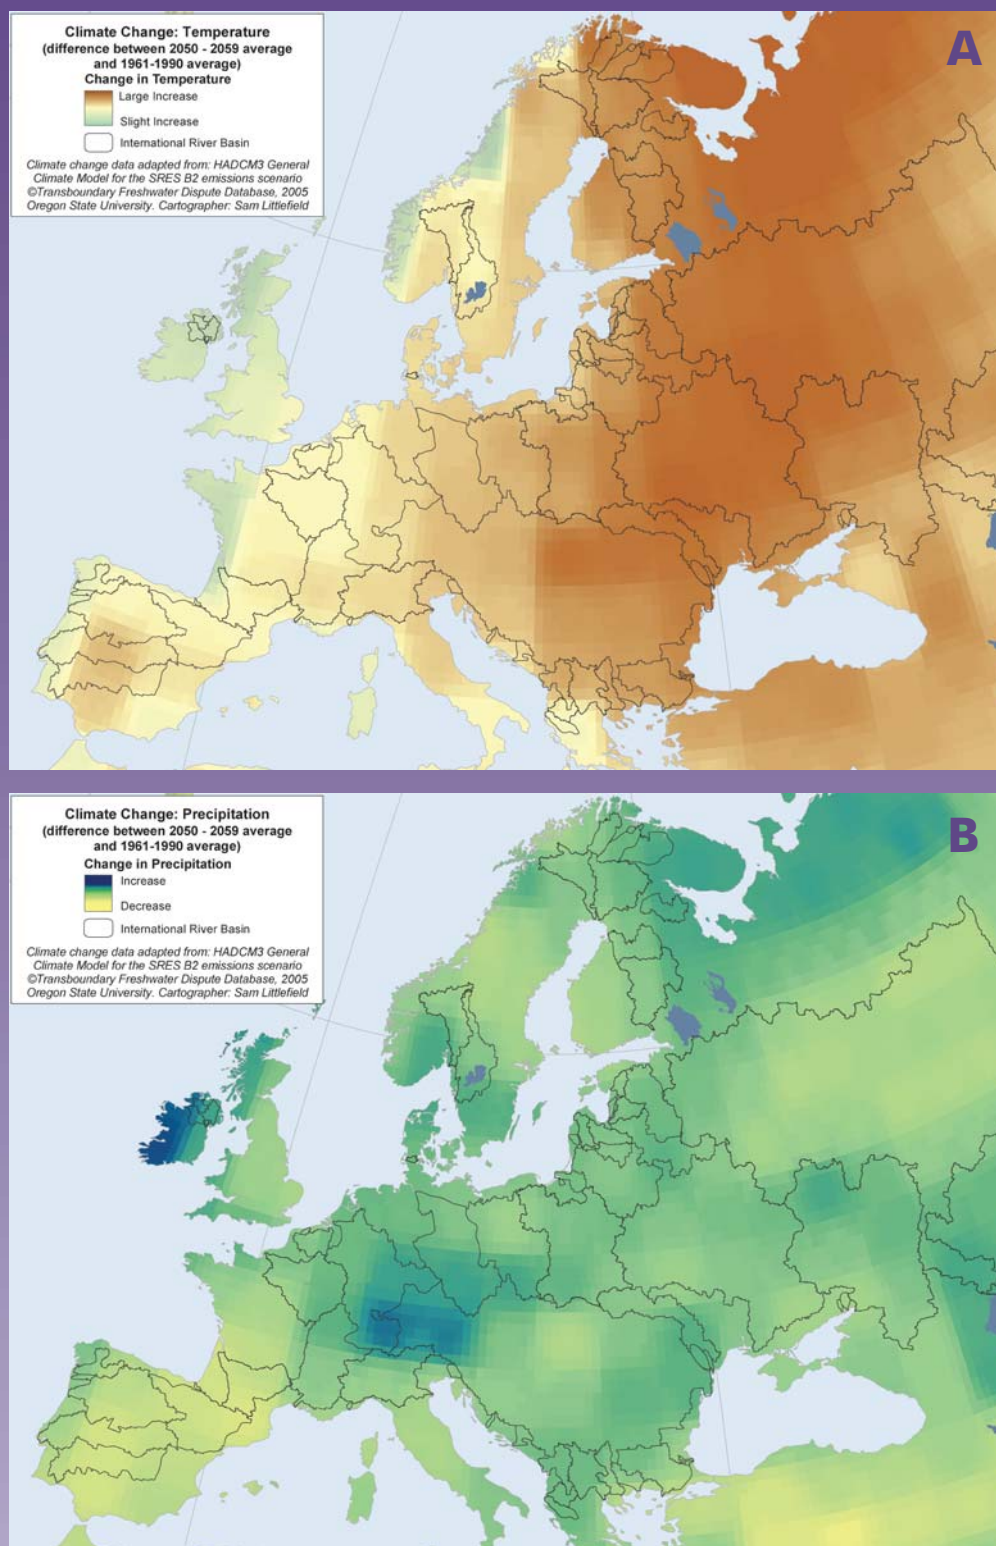 Climate Change: Temperature
(difference between 2050 - 2059 average
and 1961-1990 average)
Change in Temperature
Large Increase
Slight Increase
International River Basin
Climate change data adapted from: HADCM3 General
Climate Model for the SRES B2 emissions scenario
©Transboundary Freshwater Dispute Database, 2005
Oregon State University. Cartographer: Sam Littlefield
A
Climate Change: Precipitation
(difference between 2050 - 2059 average
and 1961-1990 average)
Change in Precipitation
Increase
Decrease
International River Basin
Climate change data adapted from: HADCM3 General
Climate Model for the SRES B2 emissions scenario
©Transboundary Freshwater Dispute Database, 2005
Oregon State University. Cartographer: Sam Littlefield
B